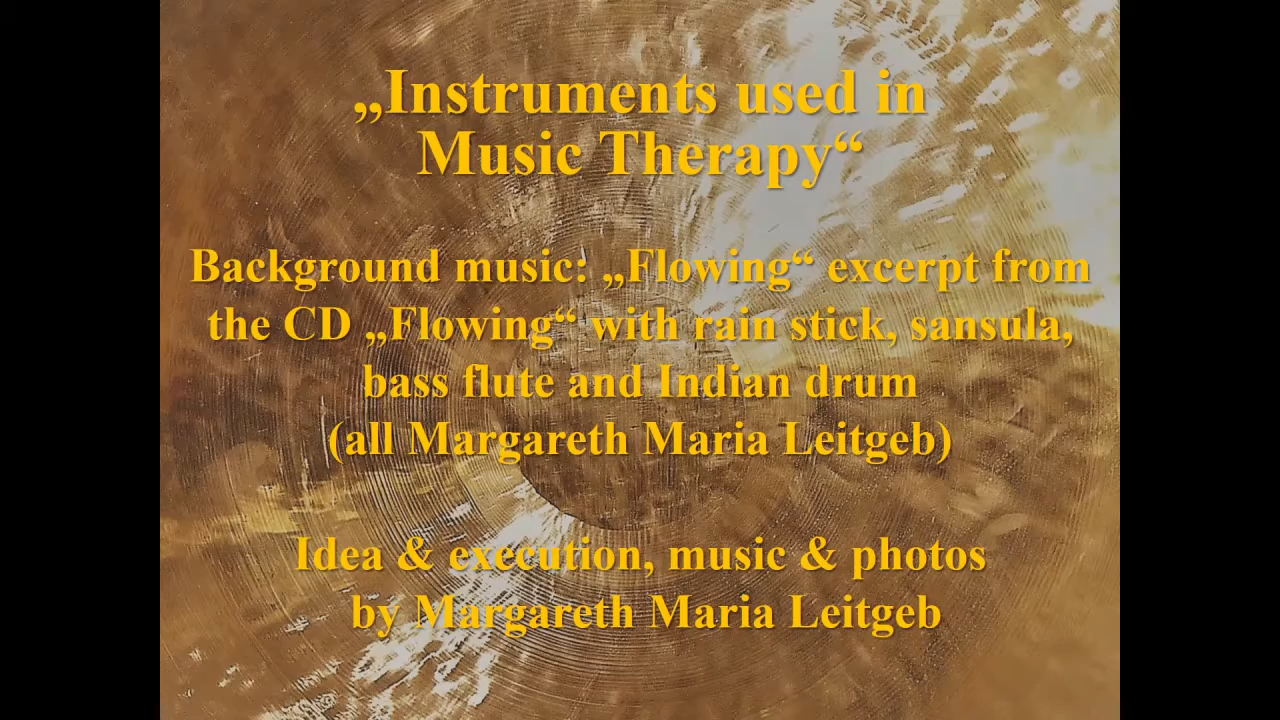 „Instruments used in
Music Therapy“
Background music: „Flowing“ excerpt from
the CD „Flowing“ with rain stick, sansula,
bass flute and Indian drum
(all Margareth Maria Leitgeb)
Idea & execution, music & photos
by Margareth Maria Leitgeb